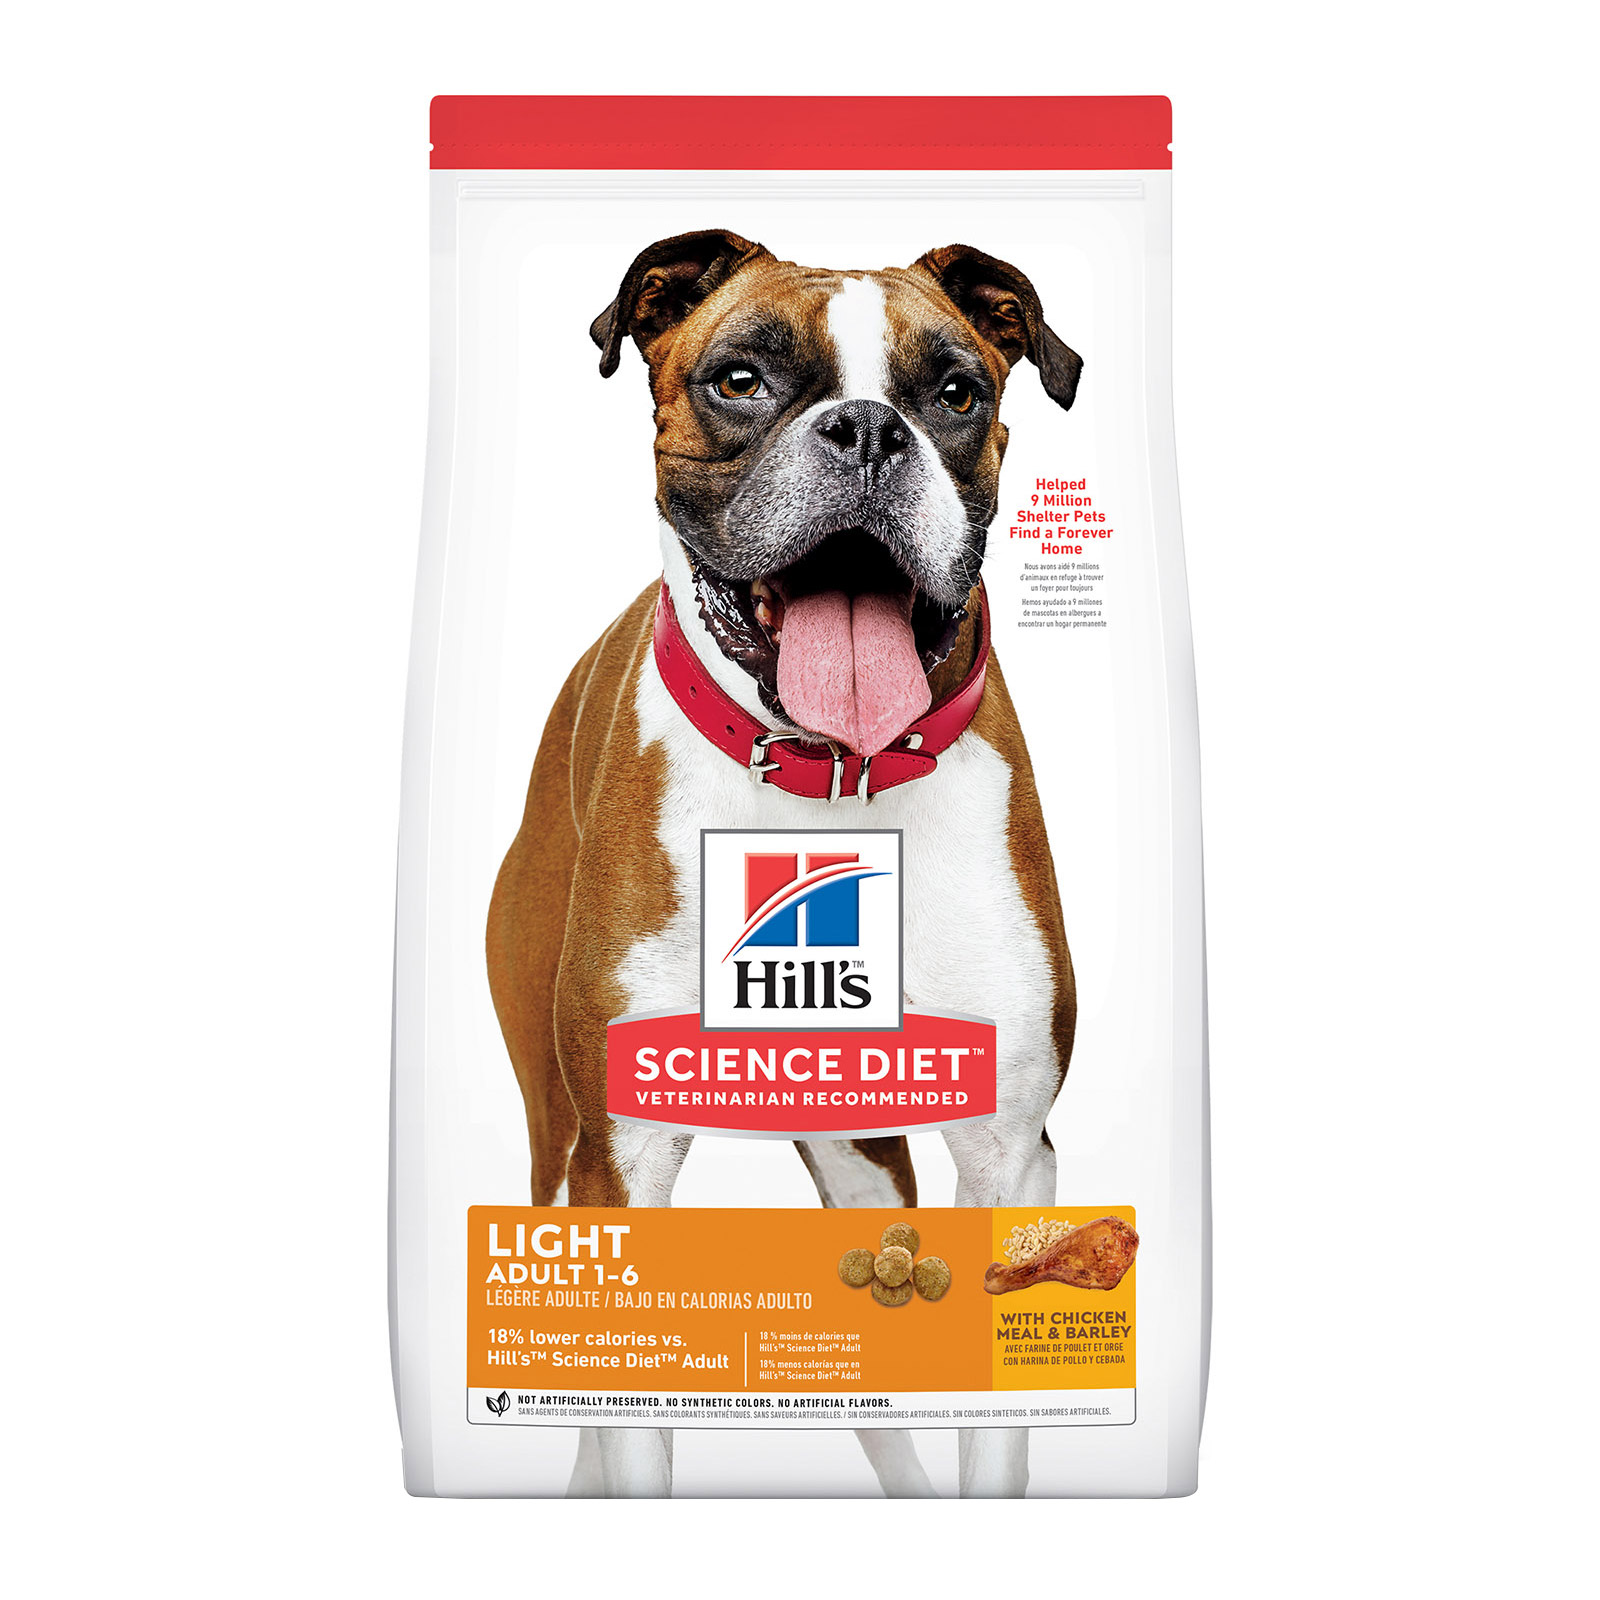 Helped
9 Million
Shelter Pets
Find a Forever
Home
Nous avons aidé 9 millions
d'animaux en refuge à trouver
un foyer pour toujours
Hemos ayudado a 9 millones
de mascotas en albergues a
encontrar un hogar permanente
Hill's™
SCIENCE DIET™
VETERINARIAN RECOMMENDED
LIGHT
ADULT 1-6
LÉGÈRE ADULTE / BAJO EN CALORIAS ADULTO
18% lower calories vs.
Hill's™ Science Diet™ Adult
18 % moins de calories que
Hill's™ Science Diet™ Adult
18% menos calorías que en
Hill's™ Science Diet™ Adult
WITH CHICKEN
MEAL & BARLEY
AVEC FARINE DE POULET ET ORGE
CON HARINA DE POLLO Y CEBADA
NOT ARTIFICIALLY PRESERVED. NO SYNTHETIC COLORS. NO ARTIFICIAL FLAVORS.
SANS AGENTS DE CONSERVATION ARTIFICIELS. SANS COLORANTS SYNTHÉTIQUES. SANS SAVEURS ARTIFICIELLES. / SIN CONSERVADORES ARTIFICIALES. SIN COLORES SINTETICOS. SIN SABORES ARTIFICIALES.